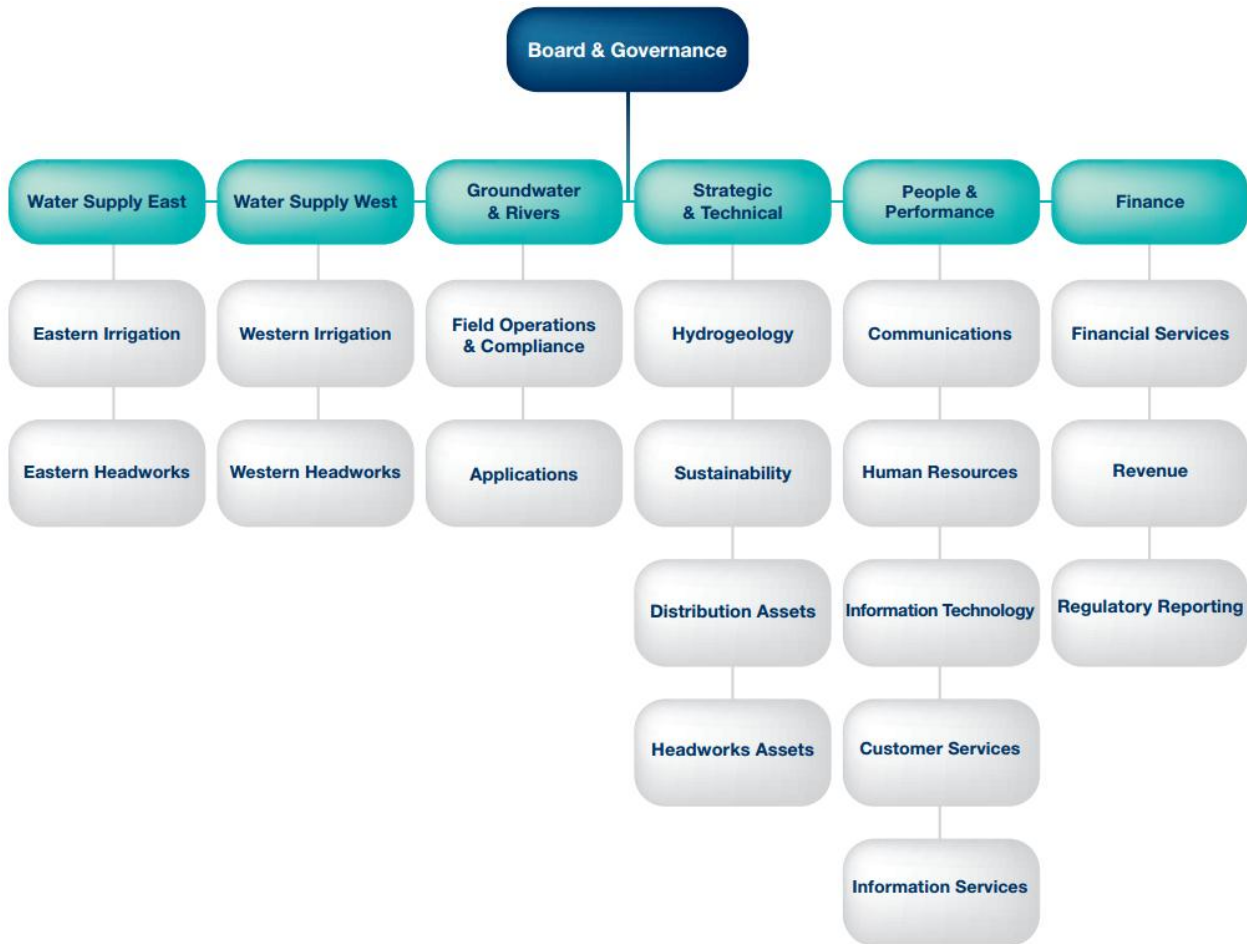 Board & Governance
Water Supply East
Water Supply West
Groundwater
& Rivers
Strategic
& Technical
People &
Performance
Finance
Eastern Irrigation
Western Irrigation
Field Operations
& Compliance
Hydrogeology
Communications
Financial Services
Eastern Headworks
Western Headworks
Applications
Sustainability
Human Resources
Revenue
Distribution Assets
Information Technology
Regulatory Reporting
Headworks Assets
Customer Services
Information Services